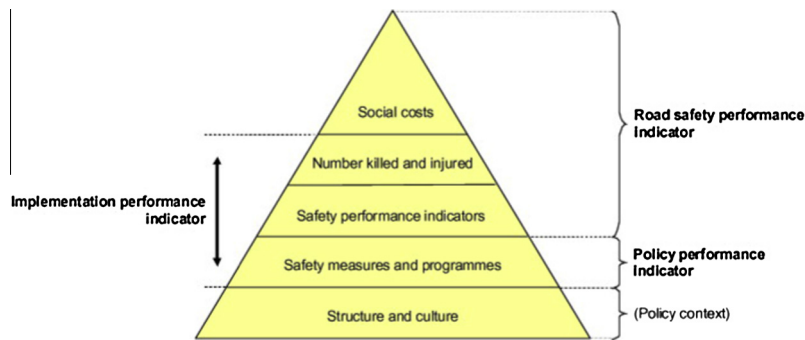 Social costs
Number killed and injured
Safety performance indicators
Safety measures and programmes
Structure and culture
Implementation performance
indicator
Road safety performance
Indicator
Policy performance
Indicator
(Policy context)